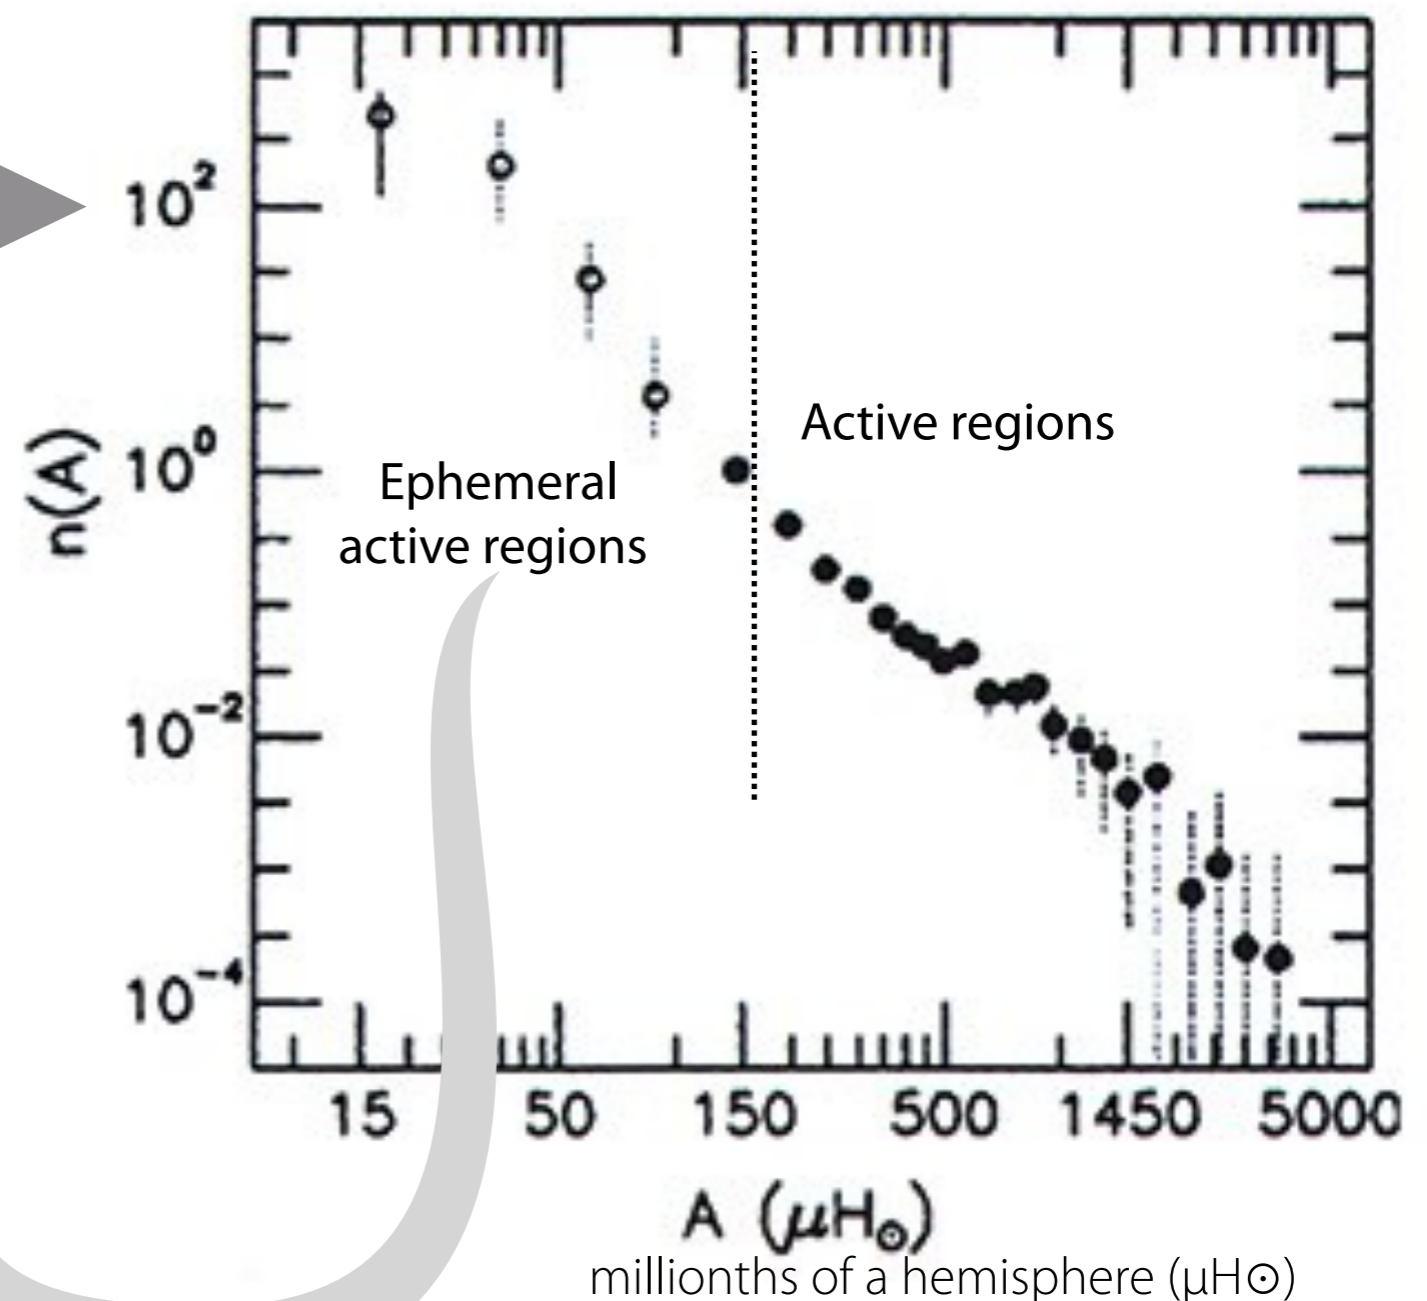 10²
10⁰
10⁻²
10⁻⁴
n(A)
Active regions
Ephemeral
active regions
15 50 150 500 1450 5000
A (μH⊙)
millionths of a hemisphere (μH⊙)